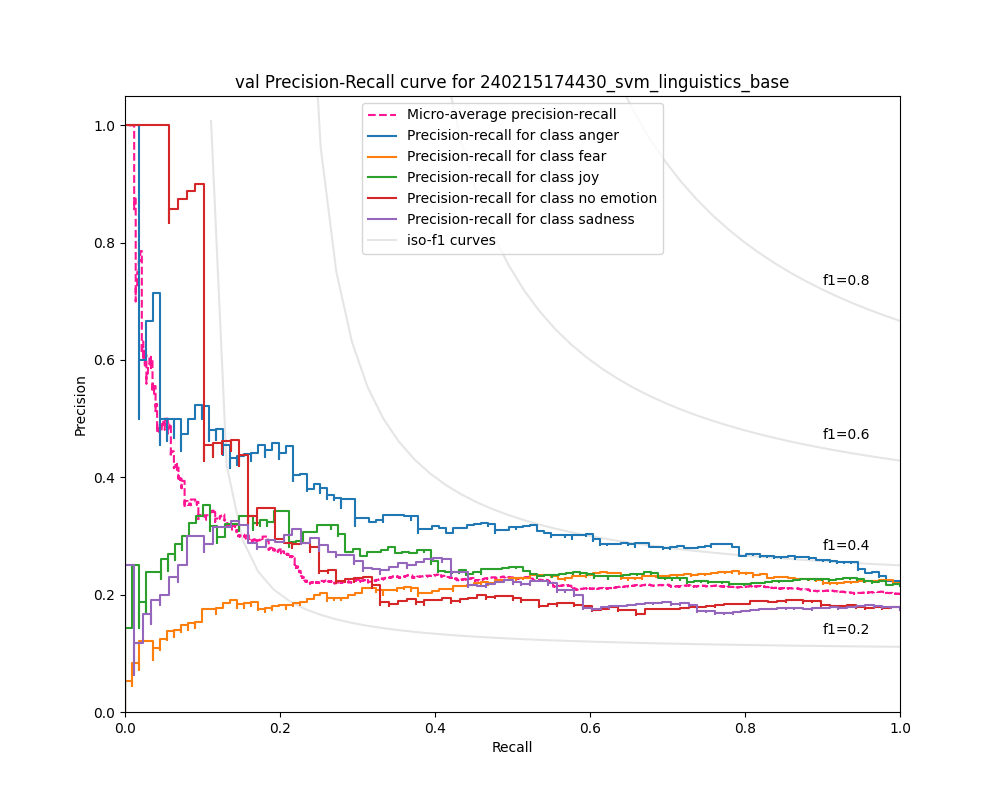 val Precision-Recall curve for 240215174430_svm_linguistics_base
Micro-average precision-recall
Precision-recall for class anger
Precision-recall for class fear
Precision-recall for class joy
Precision-recall for class no emotion
Precision-recall for class sadness
iso-f1 curves
1.0
0.8
0.6
0.4
0.2
0.0
Precision
f1=0.8
f1=0.6
f1=0.4
f1=0.2
0.0 0.2 0.4 0.6 0.8 1.0
Recall